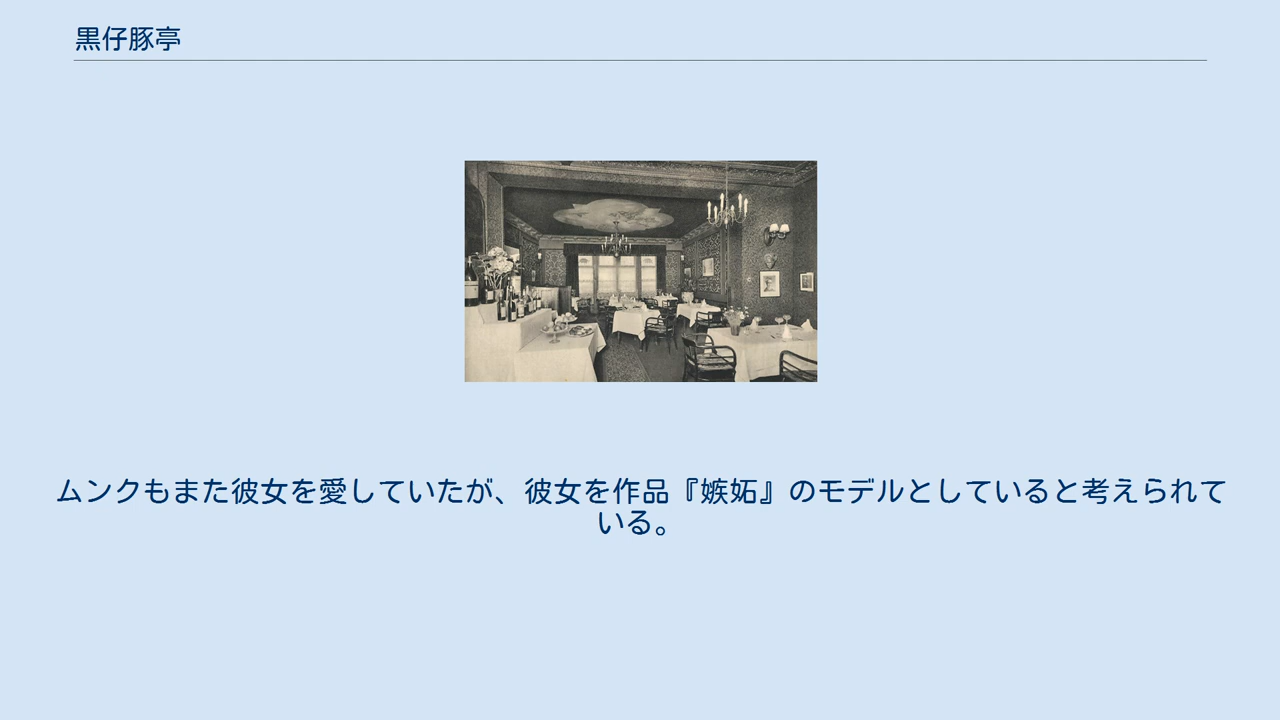 黒仔豚亭
ムンクもまた彼女を愛していたが、彼女を作品『嫉妬』のモデルとしていると考えられて
いる。